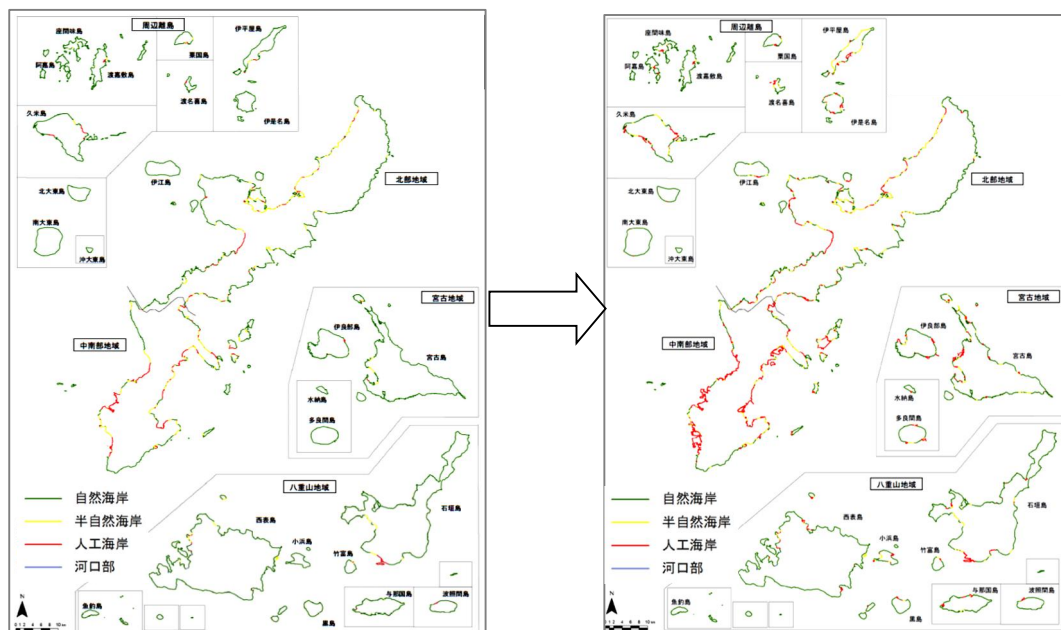 周辺離島
座間味島
阿嘉島
渡嘉敷島
粟国島
渡名喜島
伊平屋島
伊是名島
久米島
伊江島
北部地域
北大東島
南大東島
沖大東島
中南部地域
宮古地域
伊良部島
宮古島
水納島
多良間島
八重山地域
石垣島
西表島
小浜島
竹富島
自然海岸
半自然海岸
人工海岸
河口部
与那国島
波照間島
魚釣島
黒島
N
周辺離島
座間味島
阿嘉島
渡嘉敷島
粟国島
渡名喜島
伊平屋島
伊是名島
久米島
伊江島
北部地域
北大東島
南大東島
沖大東島
中南部地域
宮古地域
伊良部島
宮古島
水納島
多良間島
八重山地域
石垣島
西表島
小浜島
竹富島
自然海岸
半自然海岸
人工海岸
河口部
与那国島
波照間島
魚釣島
黒島
N